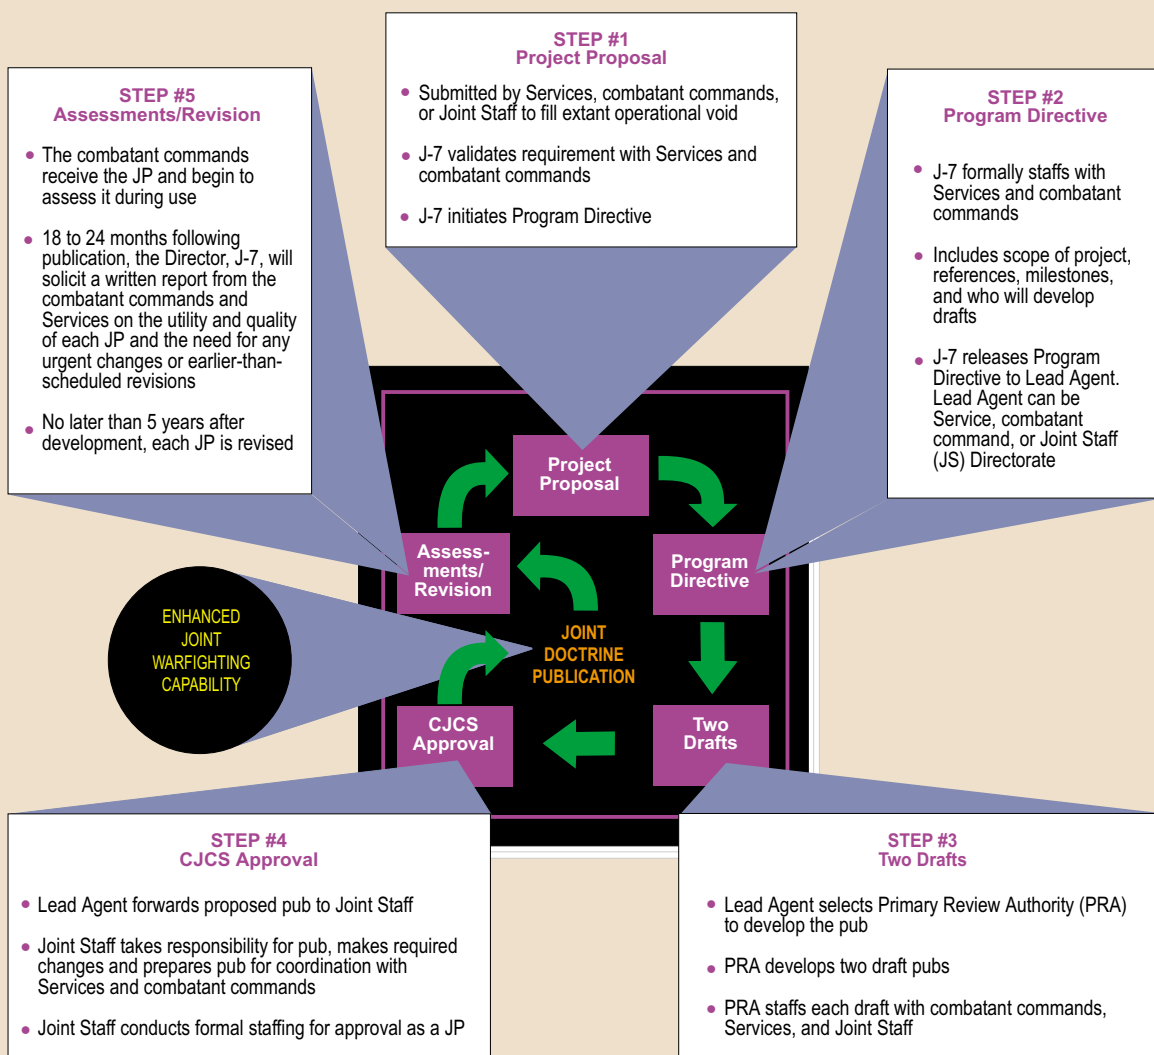 STEP #1
Project Proposal
• Submitted by Services, combatant commands,
or Joint Staff to fill extant operational void
• J-7 validates requirement with Services and
combatant commands
• J-7 initiates Program Directive
STEP #5
Assessments/Revision
• The combatant commands
receive the JP and begin to
assess it during use
• 18 to 24 months following
publication, the Director, J-7, will
solicit a written report from the
combatant commands and
Services on the utility and quality
of each JP and the need for any
urgent changes or earlier-than-
scheduled revisions
• No later than 5 years after
development, each JP is revised
STEP #2
Program Directive
• J-7 formally staffs with
Services and combatant
commands
• Includes scope of project,
references, milestones,
and who will develop
drafts
• J-7 releases Program
Directive to Lead Agent.
Lead Agent can be
Service, combatant
command, or Joint Staff
(JS) Directorate
Project
Proposal
Assess-
ments/
Revision
Program
Directive
ENHANCED
JOINT
WARFIGHTING
CAPABILITY
JOINT
DOCTRINE
PUBLICATION
CJCS
Approval
Two
Drafts
STEP #4
CJCS Approval
• Lead Agent forwards proposed pub to Joint Staff
• Joint Staff takes responsibility for pub, makes required
changes and prepares pub for coordination with
Services and combatant commands
• Joint Staff conducts formal staffing for approval as a JP
STEP #3
Two Drafts
• Lead Agent selects Primary Review Authority (PRA)
to develop the pub
• PRA develops two draft pubs
• PRA staffs each draft with combatant commands,
Services, and Joint Staff